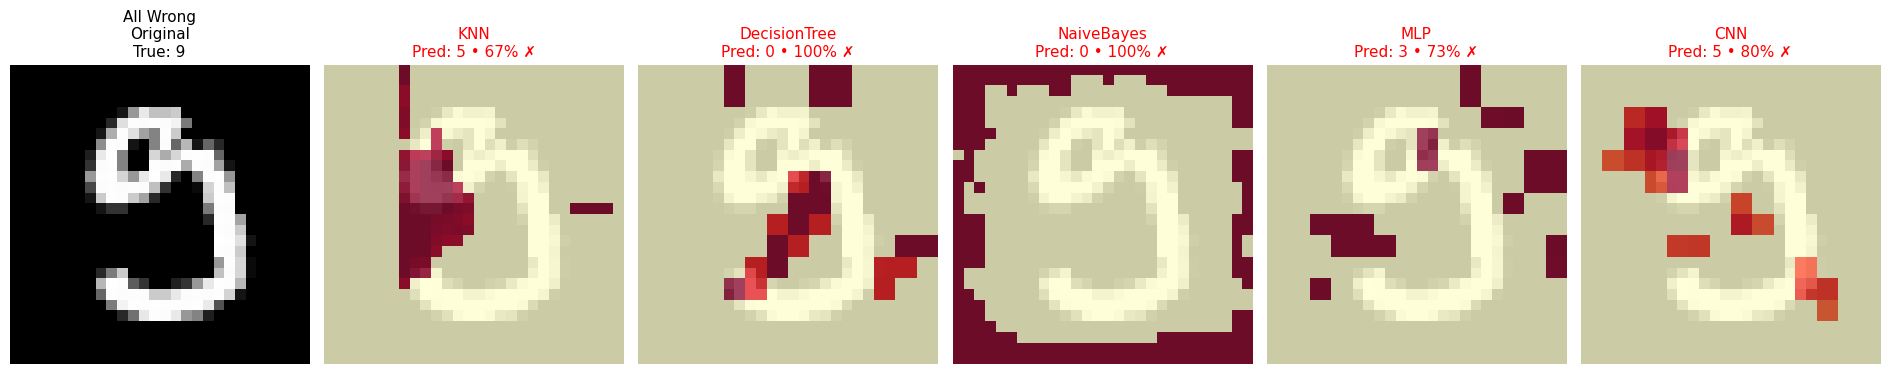 All Wrong
Original
True: 9
KNN
Pred: 5 • 67% ✗
DecisionTree
Pred: 0 • 100% ✗
NaiveBayes
Pred: 0 • 100% ✗
MLP
Pred: 3 • 73% ✗
CNN
Pred: 5 • 80% ✗
9